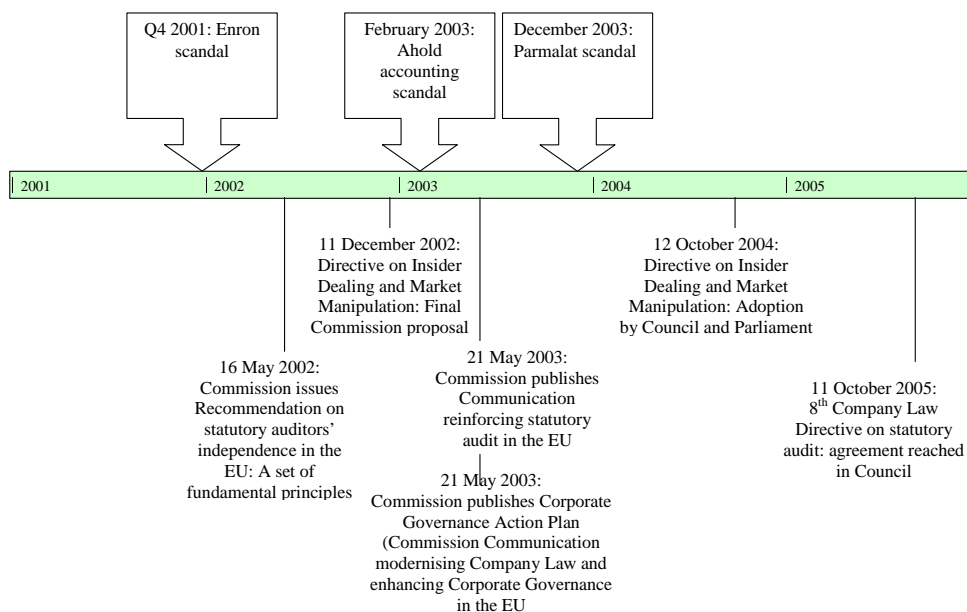 Q4 2001: Enron
scandal
February 2003:
Ahold
accounting
scandal
December 2003:
Parmalat scandal
2001
2002
2003
2004
2005
11 December 2002:
Directive on Insider
Dealing and Market
Manipulation: Final
Commission proposal
12 October 2004:
Directive on Insider
Dealing and Market
Manipulation: Adoption
by Council and Parliament
16 May 2002:
Commission issues
Recommendation on
statutory auditors’
independence in the
EU: A set of
fundamental principles
21 May 2003:
Commission publishes
Communication
reinforcing statutory
audit in the EU
11 October 2005:
8th Company Law
Directive on statutory
audit: agreement reached
in Council
21 May 2003:
Commission publishes Corporate
Governance Action Plan
(Commission Communication
modernising Company Law and
enhancing Corporate Governance
in the EU